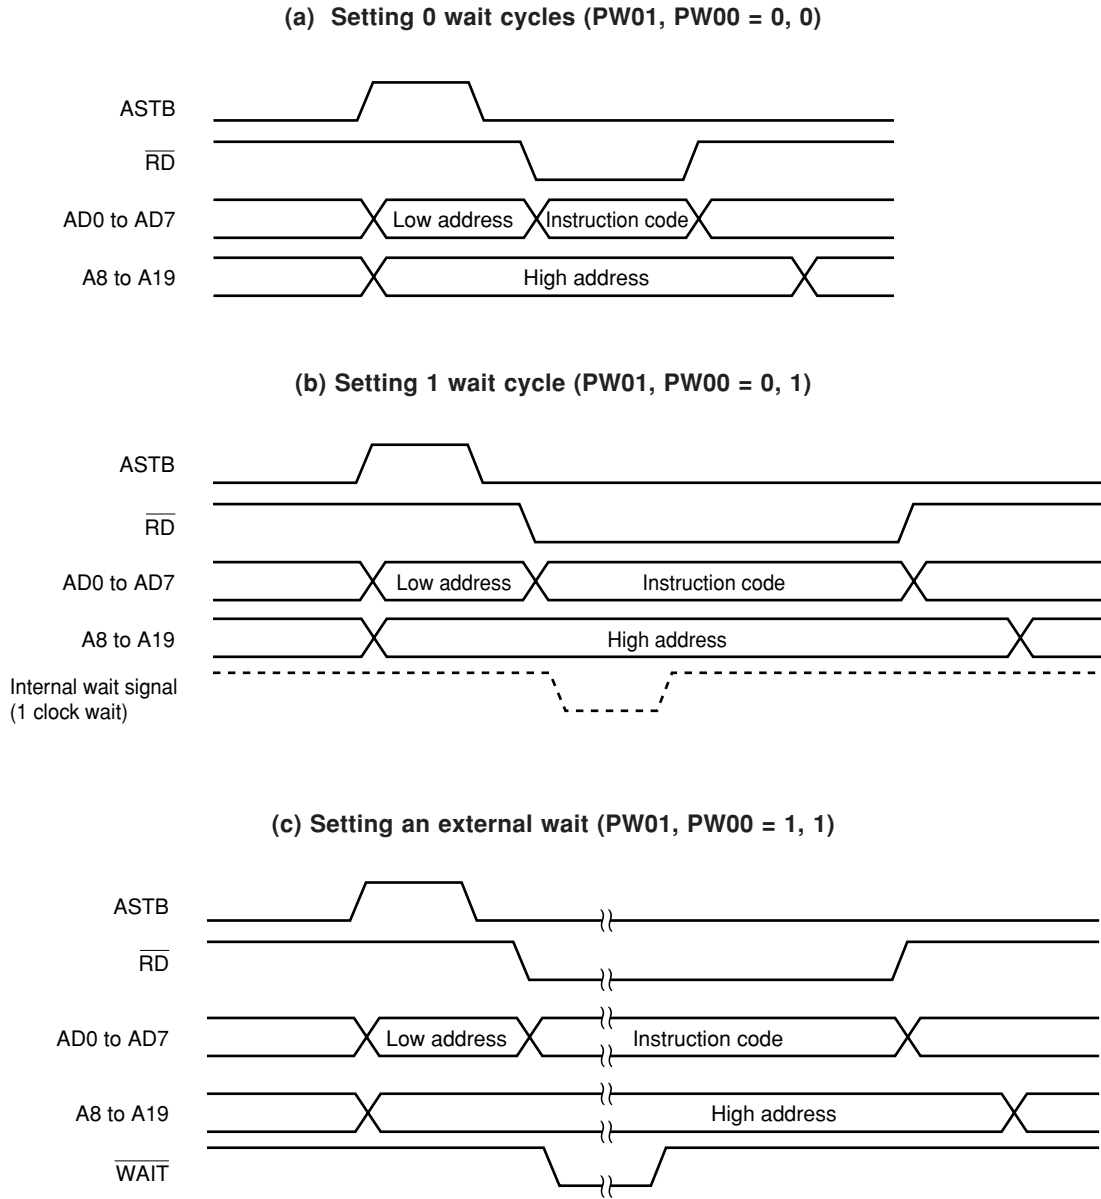 (a) Setting 0 wait cycles (PW01, PW00 = 0, 0)
ASTB
RD
AD0 to AD7 Low address Instruction code
A8 to A19 High address
(b) Setting 1 wait cycle (PW01, PW00 = 0, 1)
ASTB
RD
AD0 to AD7 Low address Instruction code
A8 to A19 High address
Internal wait signal
(1 clock wait)
(c) Setting an external wait (PW01, PW00 = 1, 1)
ASTB
RD
AD0 to AD7 Low address Instruction code
A8 to A19 High address
WAIT